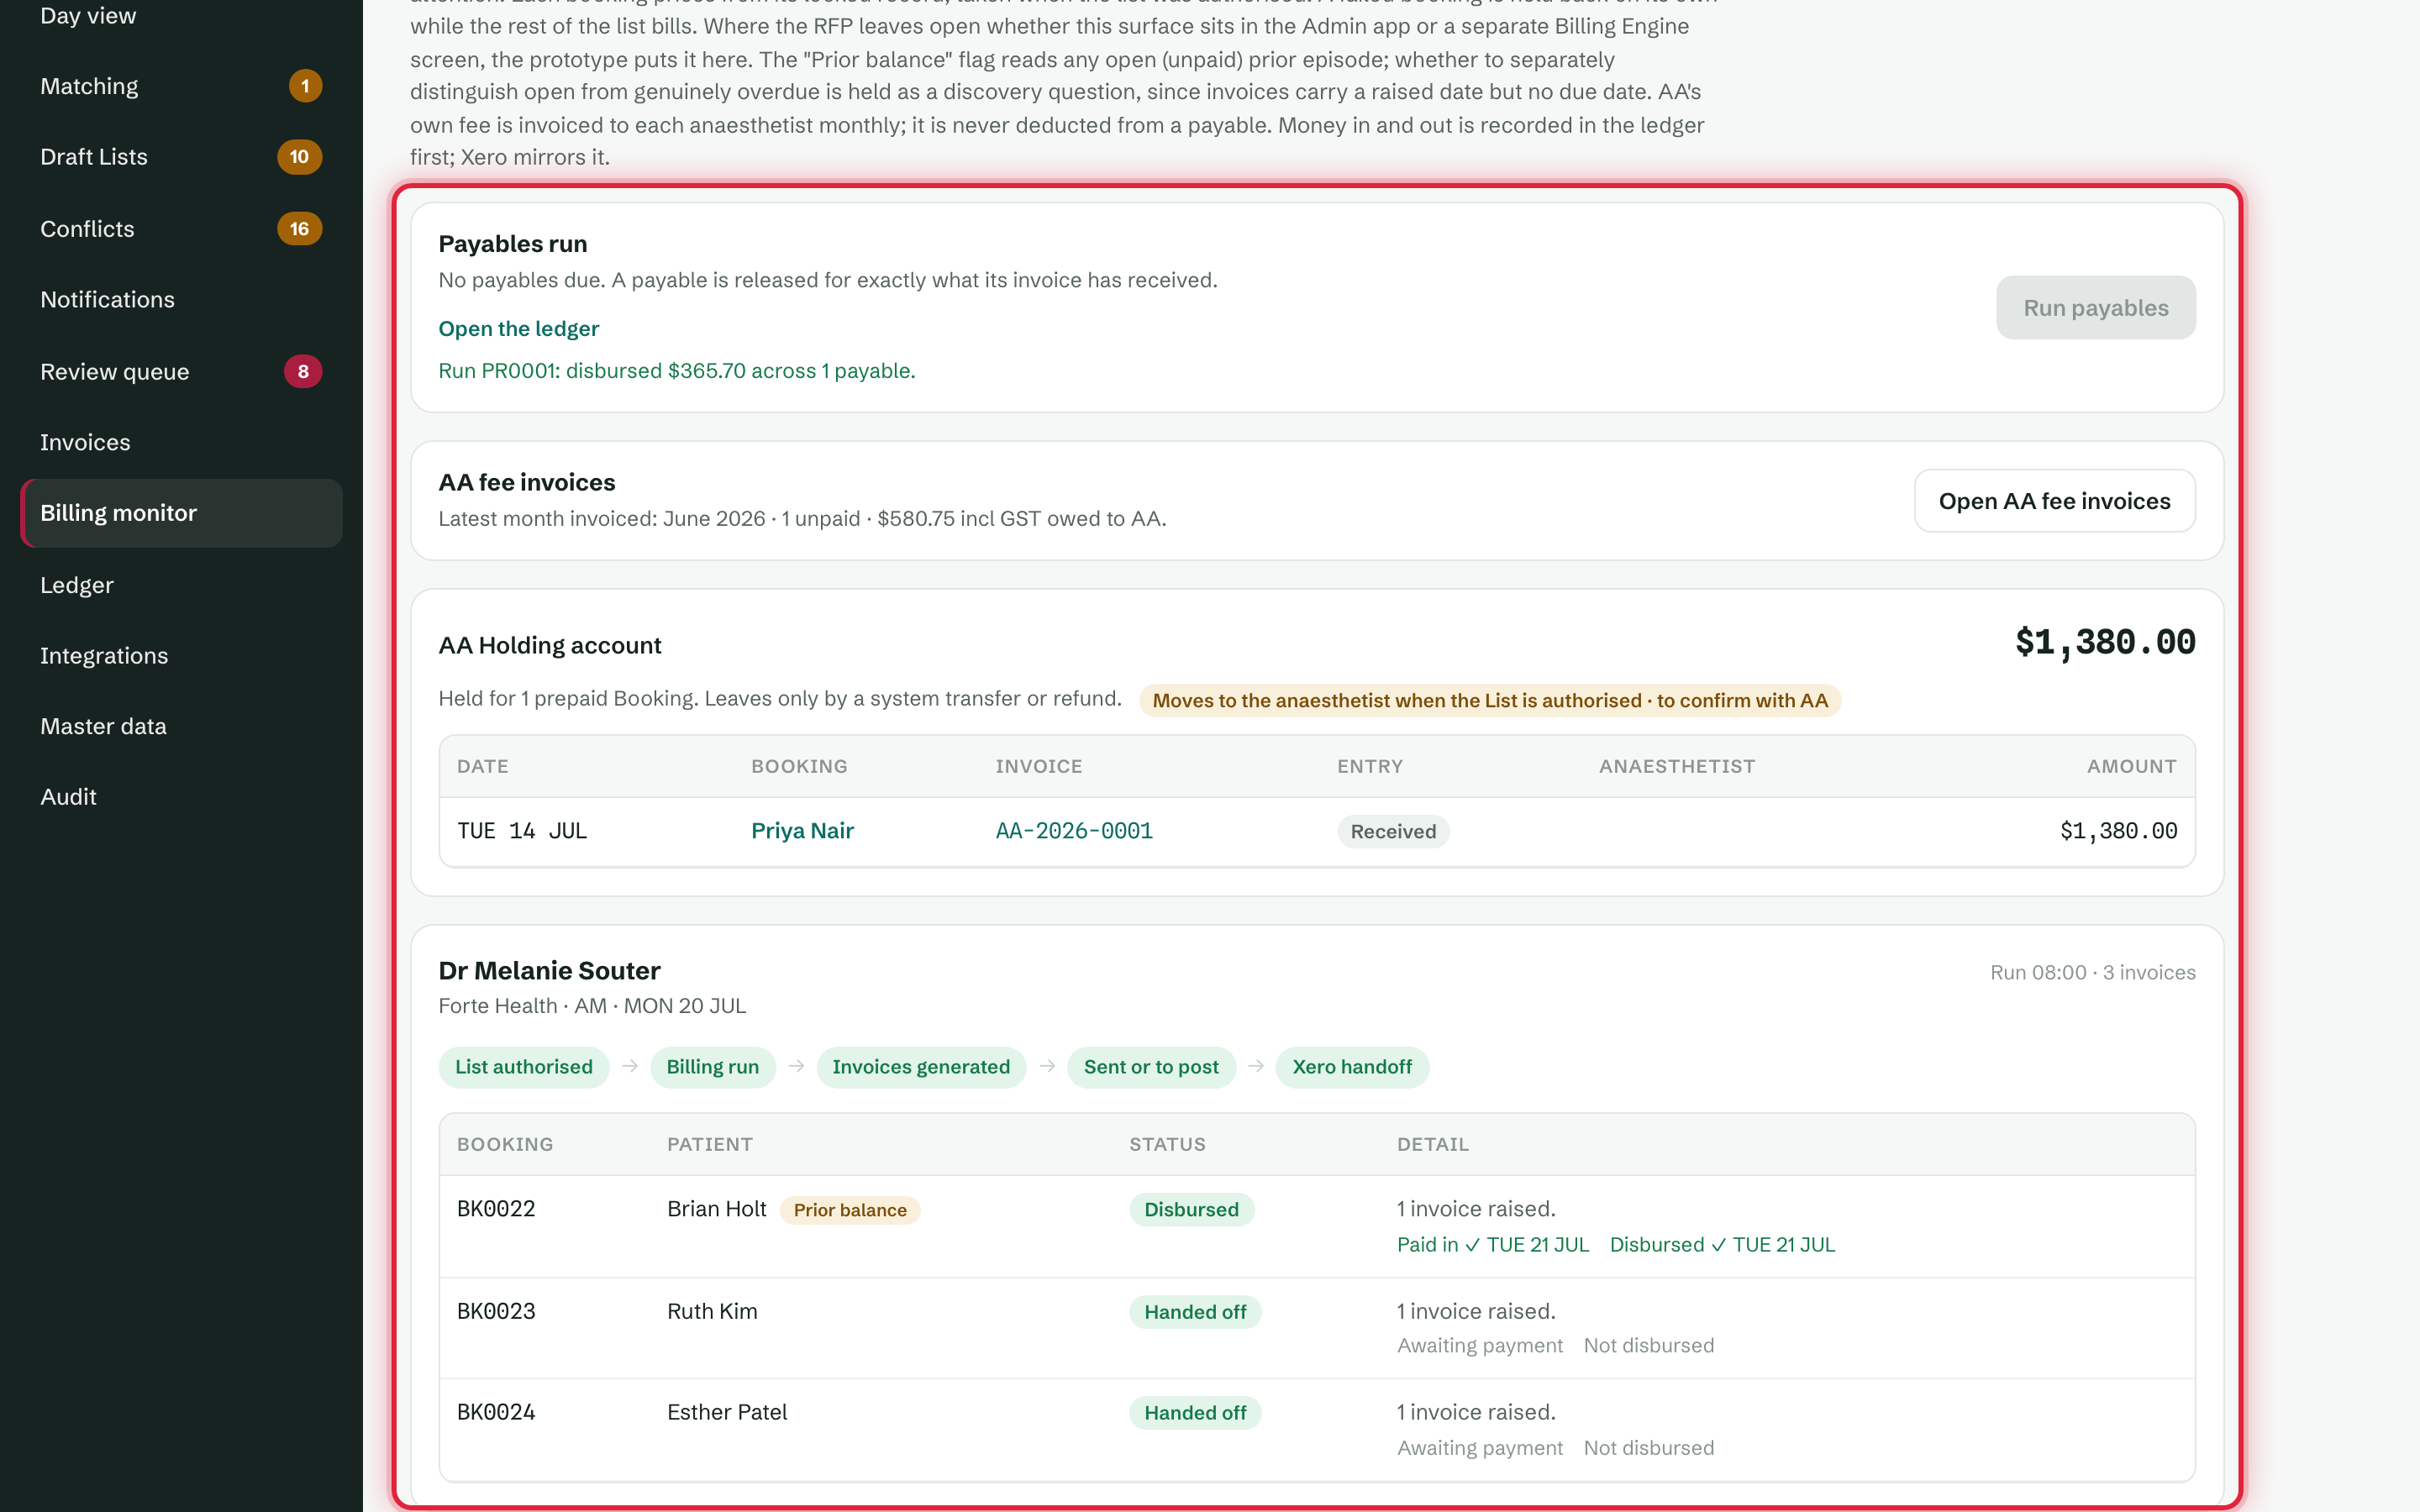 Day view
Matching 1
Draft Lists 10
Conflicts 16
Notifications
Review queue 8
Invoices
Billing monitor
Ledger
Integrations
Master data
Audit
while the rest of the list bills. Where the RFP leaves open whether this surface sits in the Admin app or a separate Billing Engine
screen, the prototype puts it here. The "Prior balance" flag reads any open (unpaid) prior episode; whether to separately
distinguish open from genuinely overdue is held as a discovery question, since invoices carry a raised date but no due date. AA's
own fee is invoiced to each anaesthetist monthly; it is never deducted from a payable. Money in and out is recorded in the ledger
first; Xero mirrors it.
Payables run
No payables due. A payable is released for exactly what its invoice has received.
Open the ledger
Run PR0001: disbursed $365.70 across 1 payable.
Run payables
AA fee invoices
Latest month invoiced: June 2026 · 1 unpaid · $580.75 incl GST owed to AA.
Open AA fee invoices
AA Holding account $1,380.00
Held for 1 prepaid Booking. Leaves only by a system transfer or refund. Moves to the anaesthetist when the List is authorised · to confirm with AA
DATE BOOKING INVOICE ENTRY ANAESTHETIST AMOUNT
TUE 14 JUL Priya Nair AA-2026-0001 Received $1,380.00
Dr Melanie Souter Run 08:00 · 3 invoices
Forte Health · AM · MON 20 JUL
List authorised → Billing run → Invoices generated → Sent or to post → Xero handoff
BOOKING PATIENT STATUS DETAIL
BK0022 Brian Holt Prior balance Disbursed 1 invoice raised.
Paid in ✓ TUE 21 JUL Disbursed ✓ TUE 21 JUL
BK0023 Ruth Kim Handed off 1 invoice raised.
Awaiting payment Not disbursed
BK0024 Esther Patel Handed off 1 invoice raised.
Awaiting payment Not disbursed